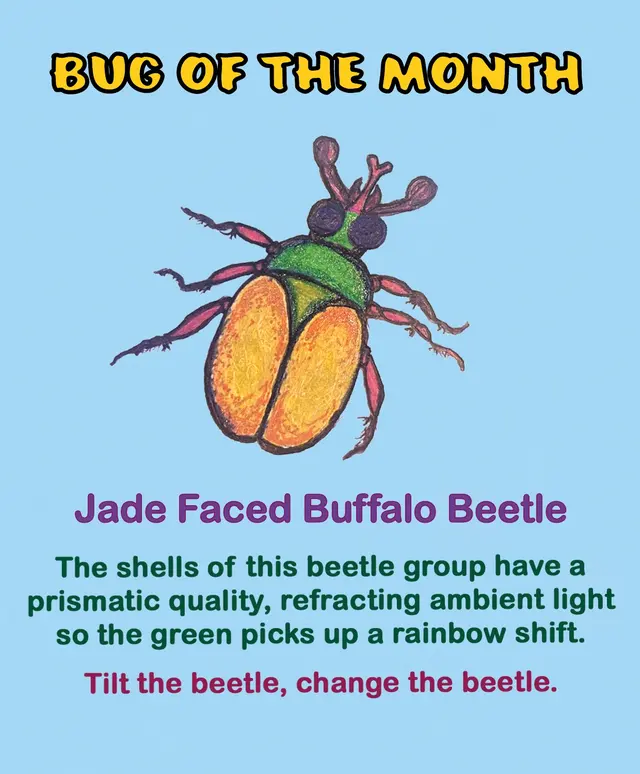 BUG OF THE MONTH
Jade Faced Buffalo Beetle
The shells of this beetle group have a
prismatic quality, refracting ambient light
so the green picks up a rainbow shift.
Tilt the beetle, change the beetle.